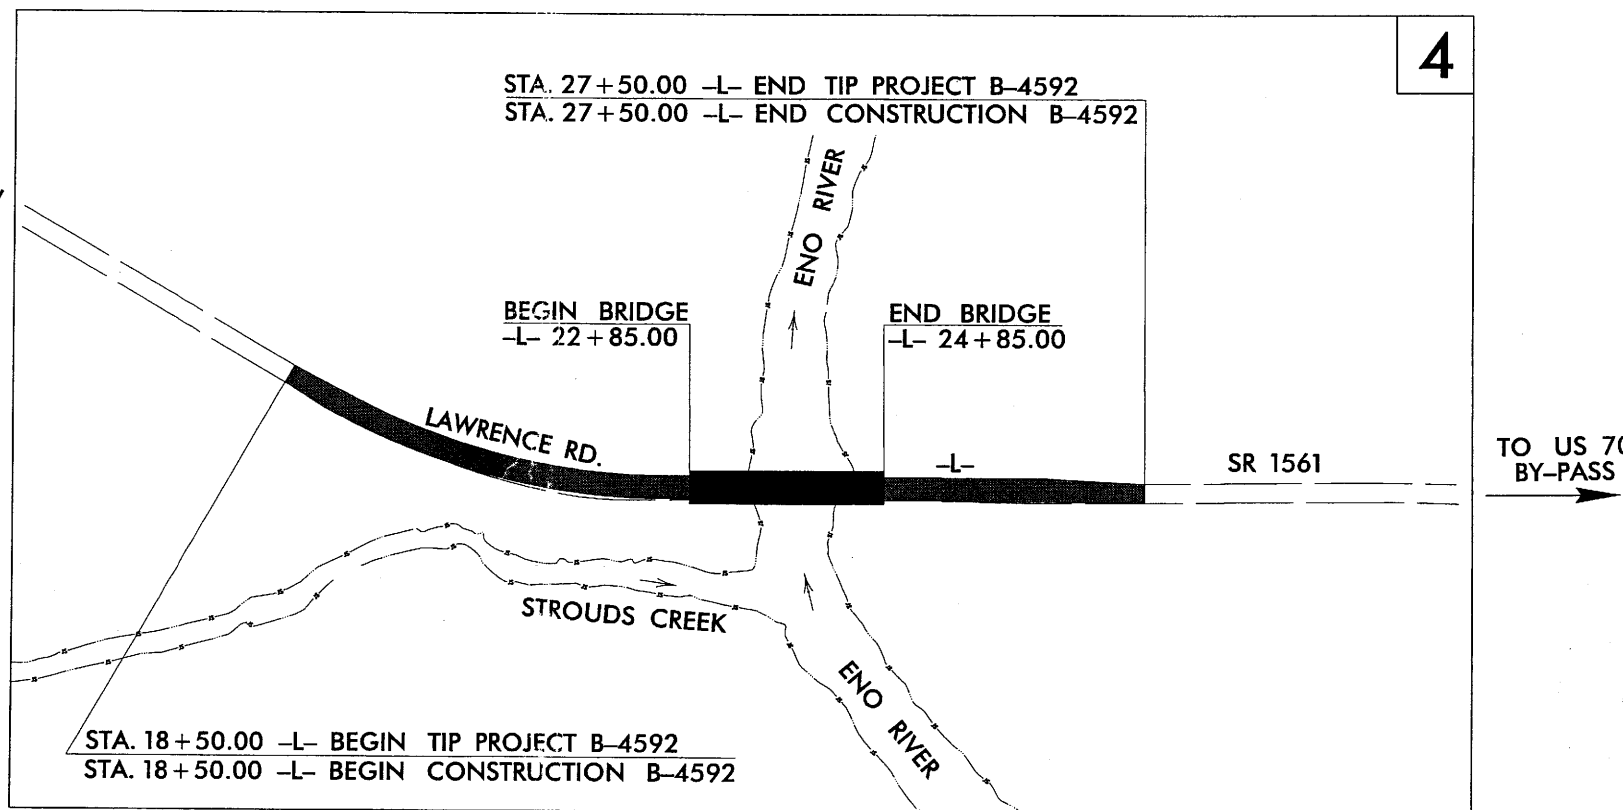 4
STA. 27+50.00 -L- END TIP PROJECT B-4592
STA. 27+50.00 -L- END CONSTRUCTION B-4592
ENO RIVER
BEGIN BRIDGE
-L- 22+85.00
END BRIDGE
-L- 24+85.00
LAWRENCE RD.
-L-
SR 1561
TO US 70
BY-PASS
STROUDS CREEK
ENO RIVER
STA. 18+50.00 -L- BEGIN TIP PROJECT B-4592
STA. 18+50.00 -L- BEGIN CONSTRUCTION B-4592